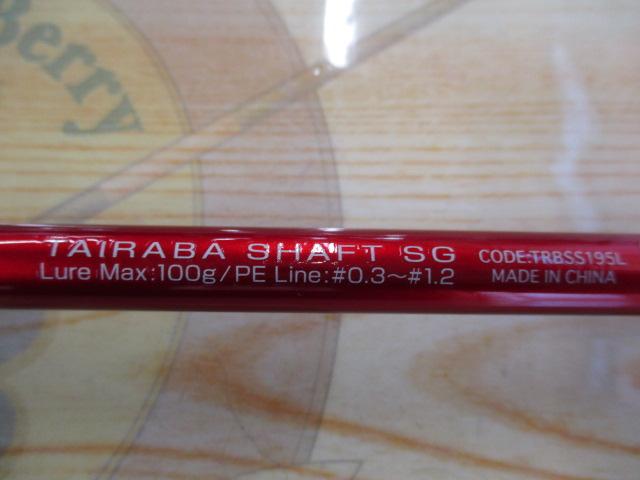 Berry
TAIRABA SHAFT SG
Lure Max:100g/PE Line:#0.3～#1.2
CODE:TRBSS195L
MADE IN CHINA